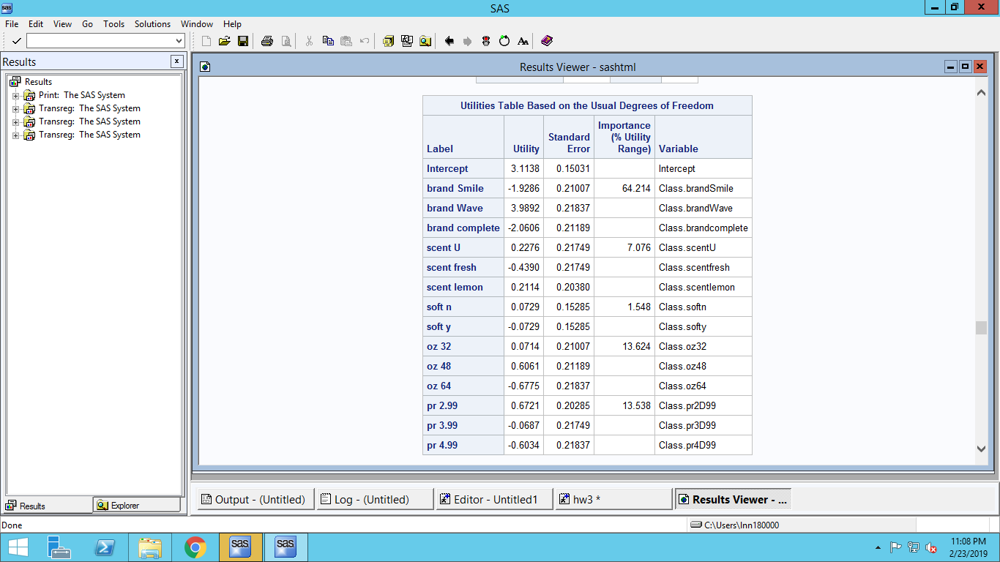 sas
SAS
File Edit View Go Tools Solutions Window Help
Results
Results
Print: The SAS System
Transreg: The SAS System
Transreg: The SAS System
Transreg: The SAS System
Results
Explorer
Results Viewer - sashtml
Utilities Table Based on the Usual Degrees of Freedom
Label Utility Standard Error Importance (% Utility Range) Variable
Intercept 3.1138 0.15031 Intercept
brand Smile -1.9286 0.21007 64.214 Class.brandSmile
brand Wave 3.9892 0.21837 Class.brandWave
brand complete -2.0606 0.21189 Class.brandcomplete
scent U 0.2276 0.21749 7.076 Class.scentU
scent fresh -0.4390 0.21749 Class.scentfresh
scent lemon 0.2114 0.20380 Class.scentlemon
soft n 0.0729 0.15285 1.548 Class.softn
soft y -0.0729 0.15285 Class.softy
oz 32 0.0714 0.21007 13.624 Class.oz32
oz 48 0.6061 0.21189 Class.oz48
oz 64 -0.6775 0.21837 Class.oz64
pr 2.99 0.6721 0.20285 13.538 Class.pr2D99
pr 3.99 -0.0687 0.21749 Class.pr3D99
pr 4.99 -0.6034 0.21837 Class.pr4D99
Output - (Untitled) Log - (Untitled) Editor - Untitled1 hw3 * Results Viewer - ...
Done
C:\Users\lnn180000
sas
sas
11:08 PM
2/23/2019